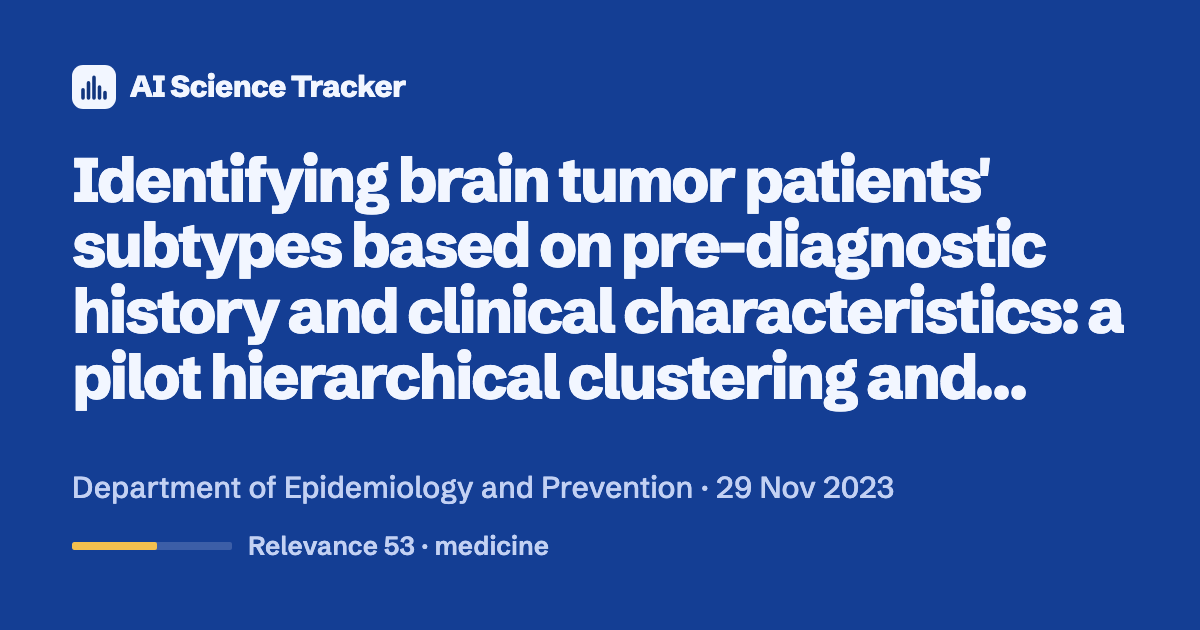 AI Science Tracker
Identifying brain tumor patients'
subtypes based on pre-diagnostic
history and clinical characteristics: a
pilot hierarchical clustering and...
Department of Epidemiology and Prevention · 29 Nov 2023
Relevance 53 · medicine